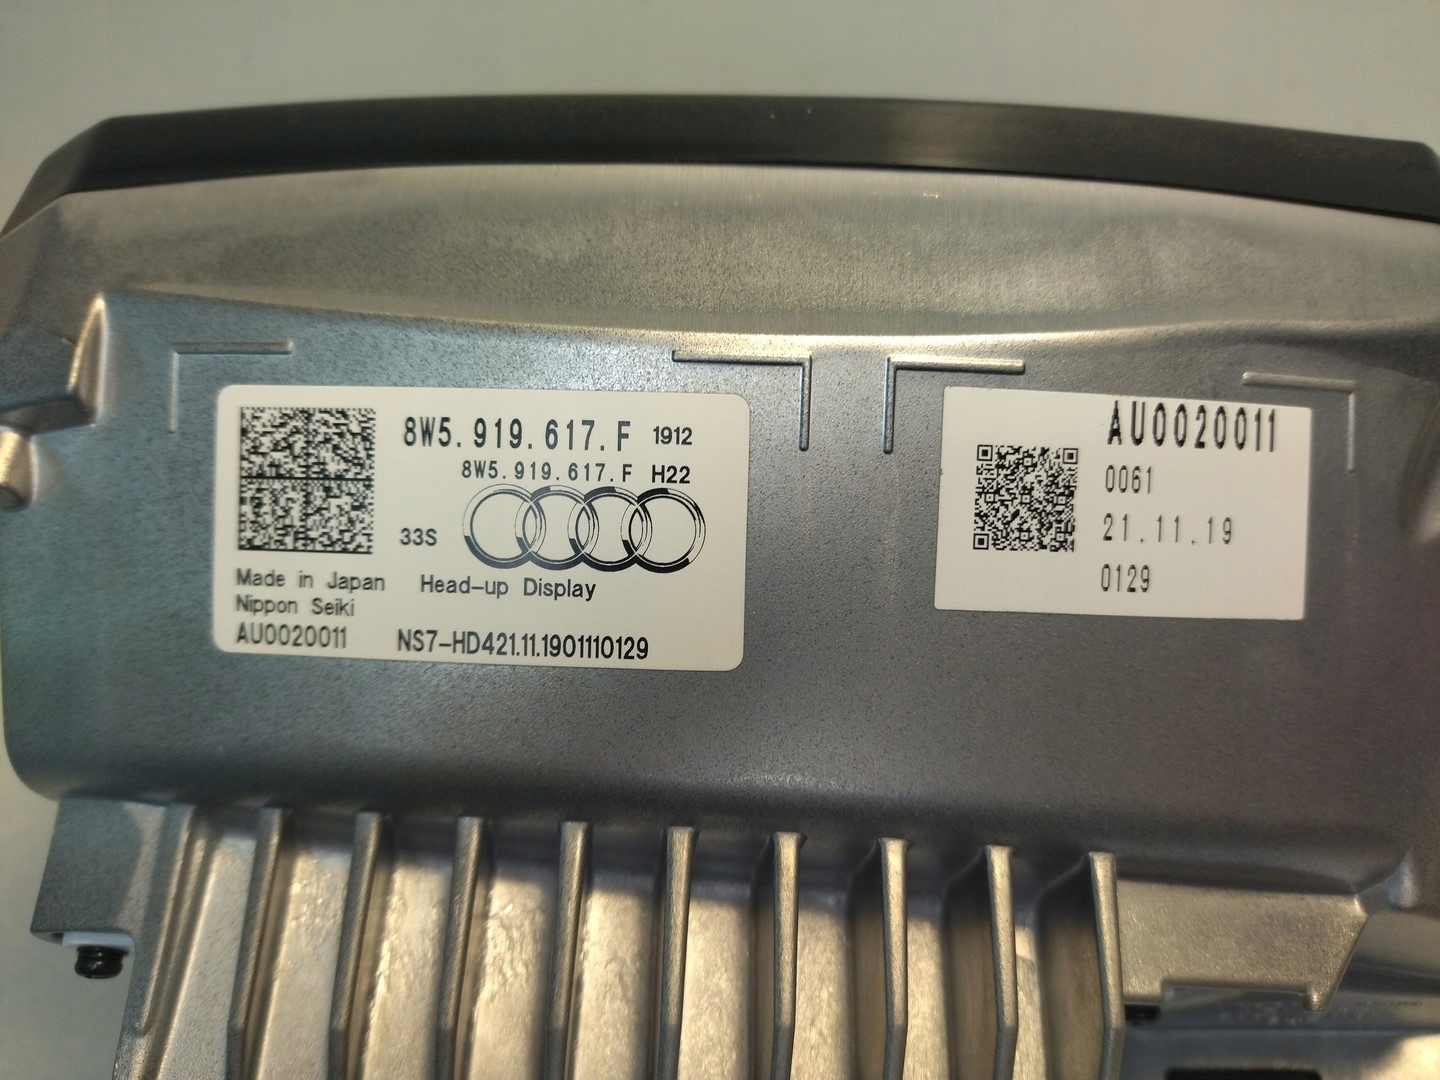 8W5.919.617.F 1912
8W5.919.617.F H22
33S
Made in Japan Head-up Display
Nippon Seiki
AU0020011 NS7-HD421.11.1901110129
AU0020011
0061
21.11.19
0129